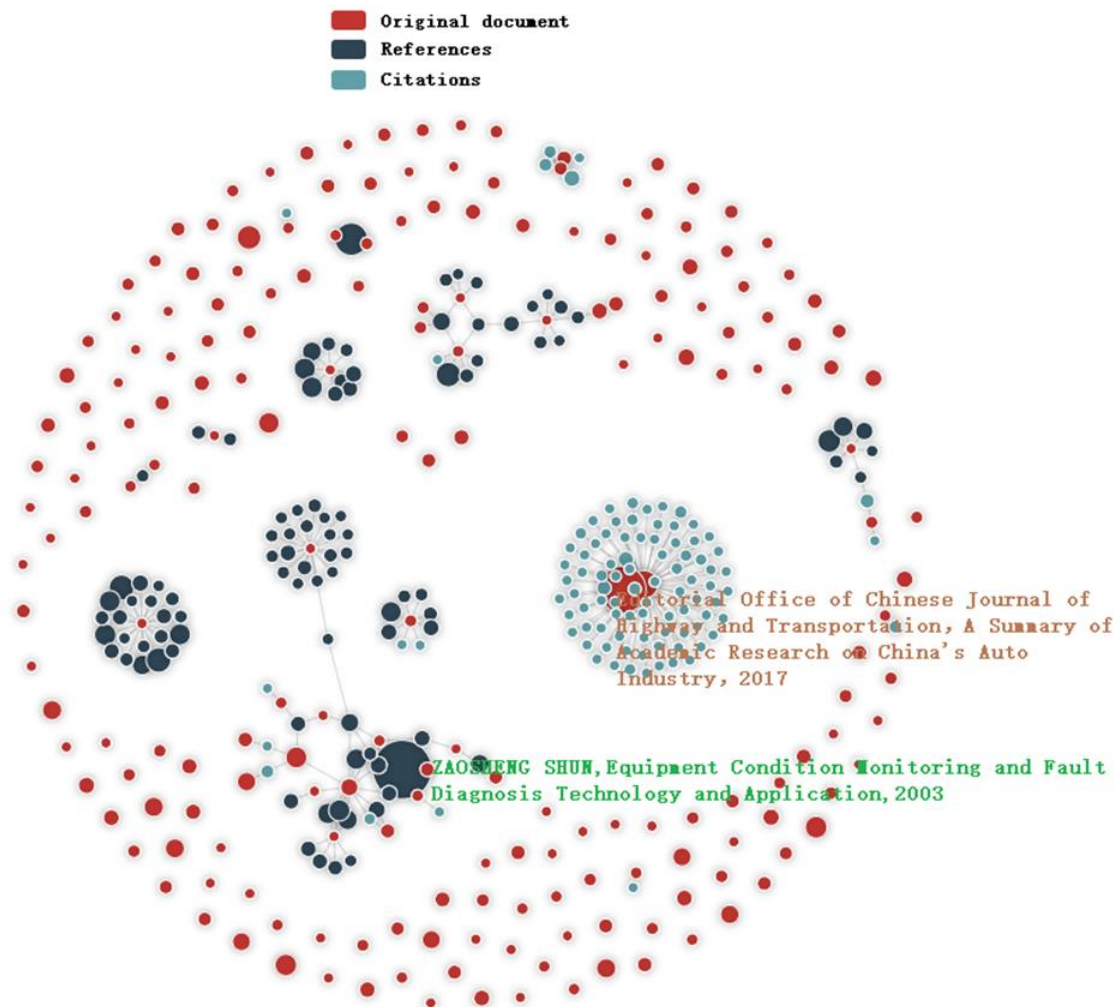 Original document
References
Citations
Editorial Office of Chinese Journal of
Highway and Transportation, A Summary of
Academic Research on China's Auto
Industry, 2017
ZAOSHENG SHUN,Equipment Condition Monitoring and Fault
Diagnosis Technology and Application,2003